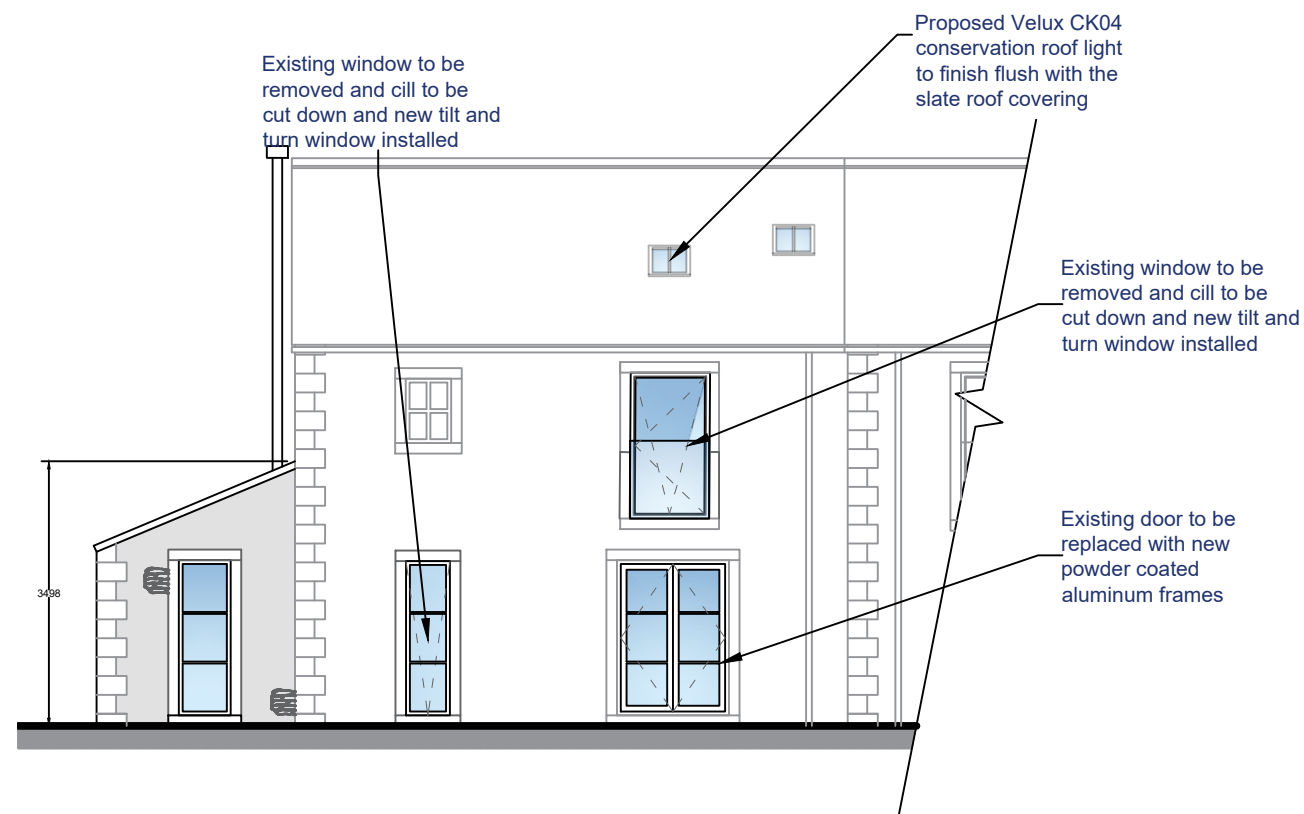 Proposed Velux CK04
conservation roof light
to finish flush with the
slate roof covering
Existing window to be
removed and cill to be
cut down and new tilt and
turn window installed
Existing window to be
removed and cill to be
cut down and new tilt and
turn window installed
Existing door to be
replaced with new
powder coated
aluminum frames
3498